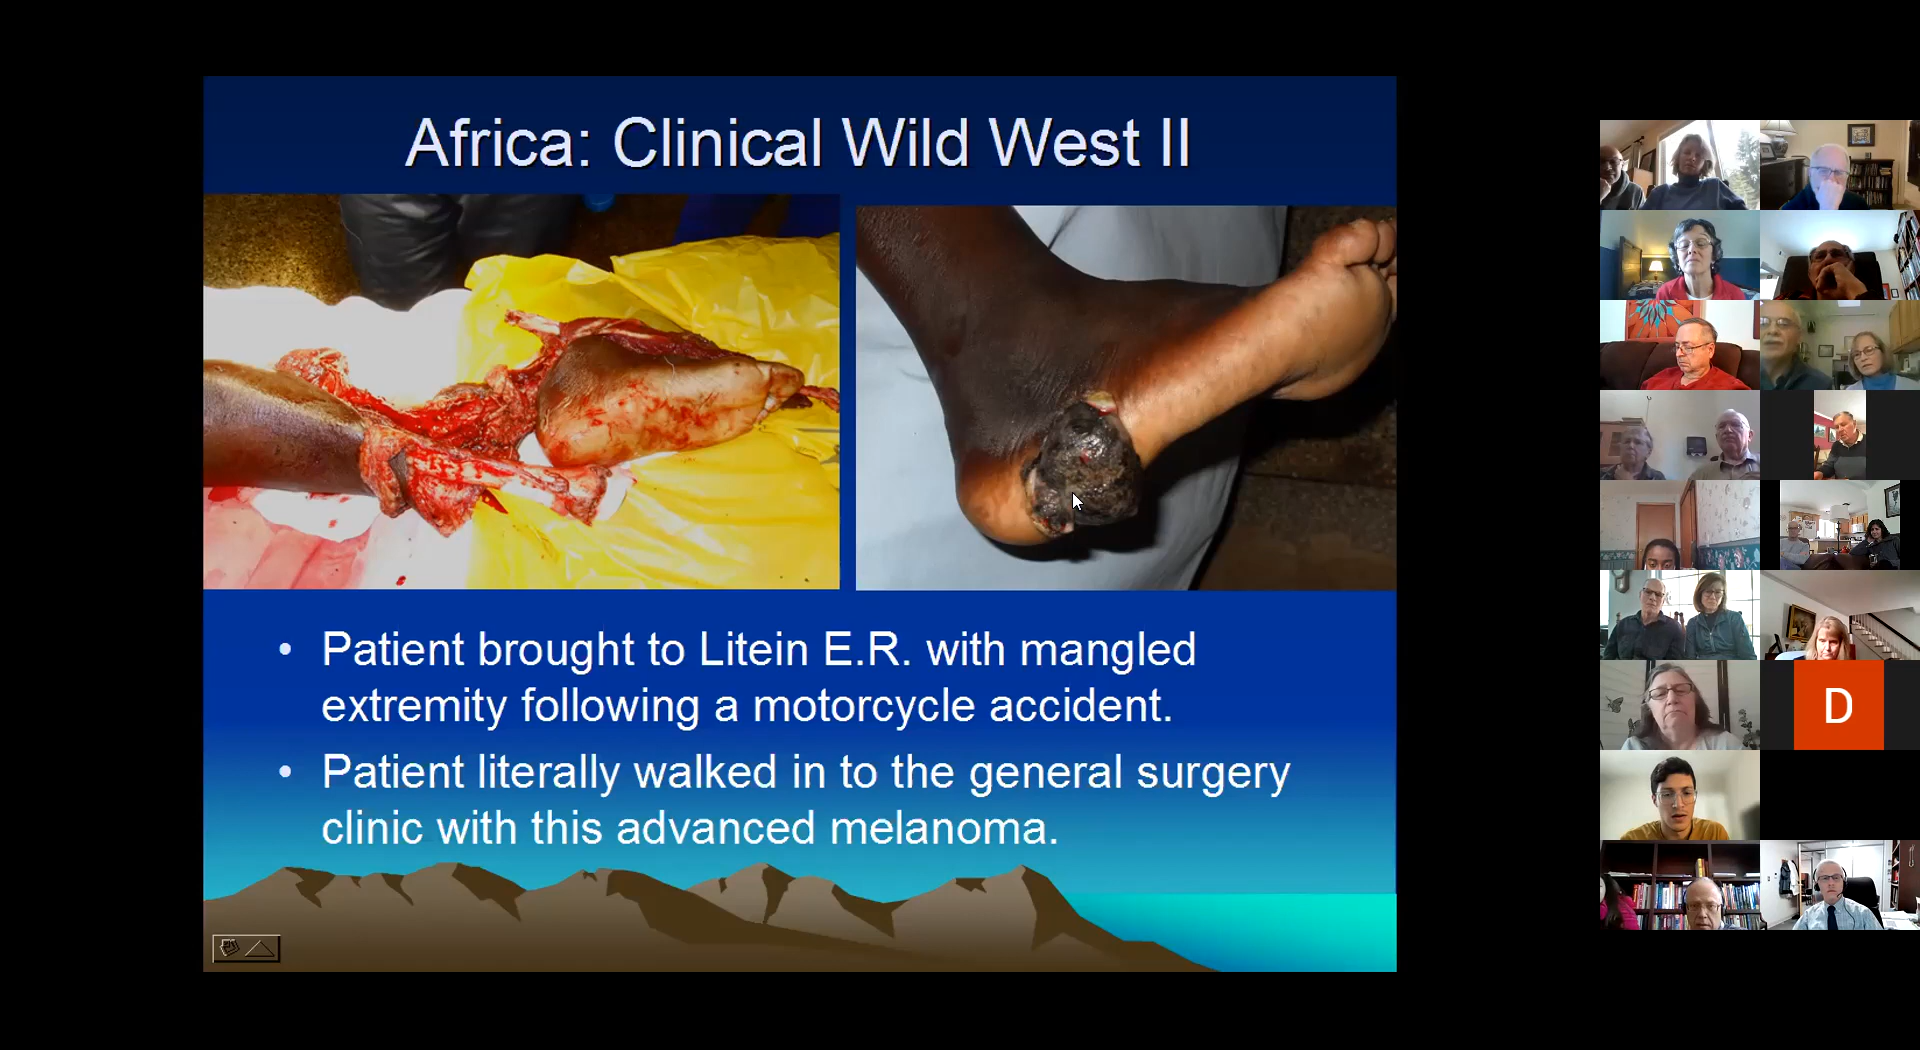 Africa: Clinical Wild West II
• Patient brought to Litein E.R. with mangled
extremity following a motorcycle accident.
• Patient literally walked in to the general surgery
clinic with this advanced melanoma.
D